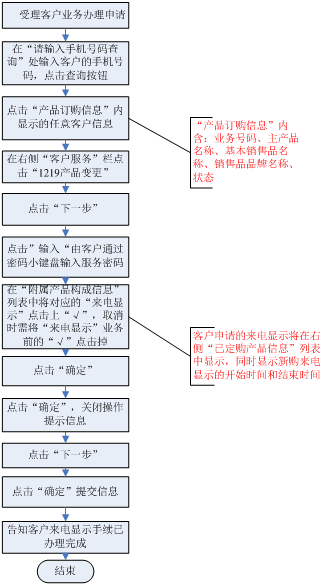 受理客户业务办理申请
在“请输入手机号码查
询”处输入客户的手机号
码，点击查询按钮
点击“产品订购信息”内
显示的任意客户信息
“产品订购信息”内
含：业务号码、主产品
名称、基本销售品名
称、销售品品牌名称、
状态
在右侧“客户服务”栏点
击“1219产品变更”
点击“下一步”
点击”输入“由客户通过
密码小键盘输入服务密码
在“附属产品构成信息”
列表中将对应的“来电显
示”点击上“√”，取消
时需将“来电显示”业务
前的“√”点击掉
客户申请的来电显示将在右
侧“已定购产品信息”列表
中显示，同时显示新购来电
显示的开始时间和结束时间
点击“确定”
点击“确定”，关闭操作
提示信息
点击“下一步”
点击“确定”提交信息
告知客户来电显示手续已
办理完成
结束